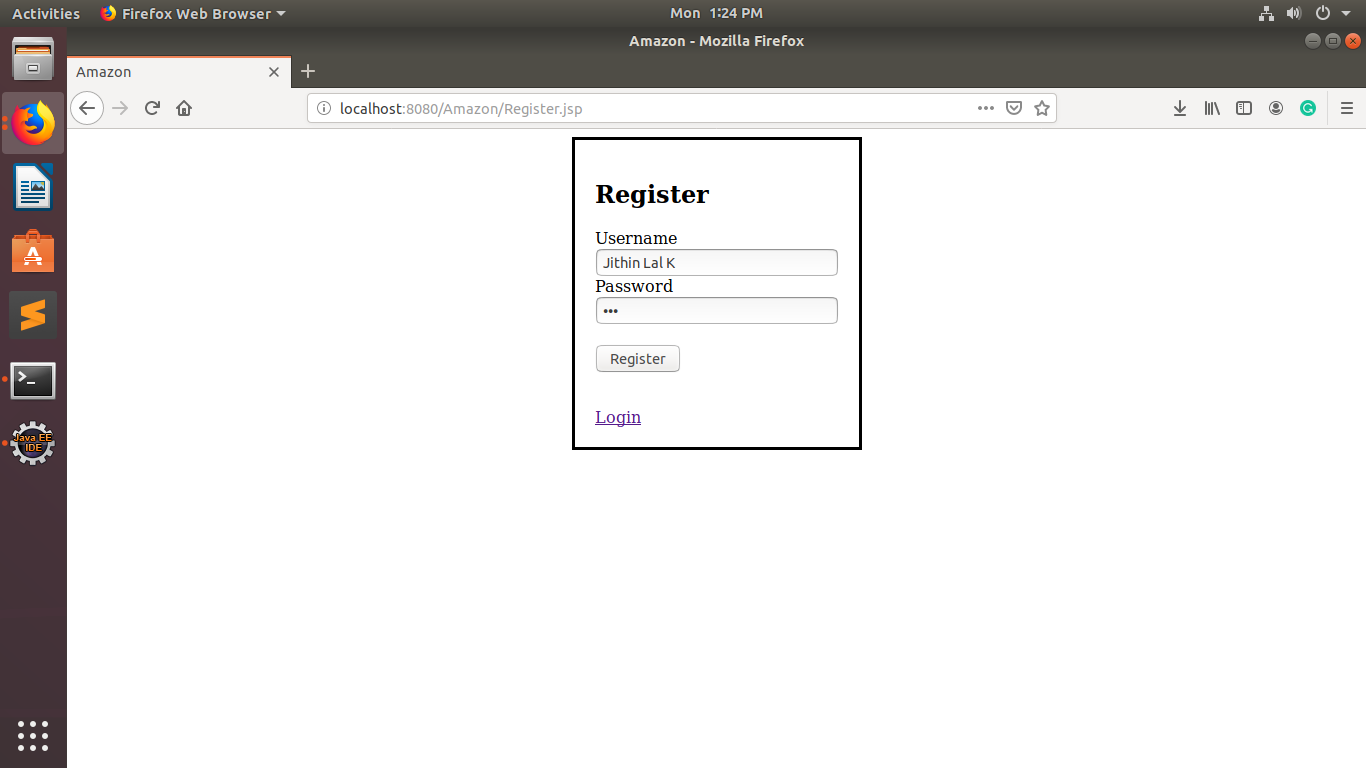 Activities Firefox Web Browser Mon 1:24 PM
Amazon - Mozilla Firefox
Amazon
localhost:8080/Amazon/Register.jsp
Register
Username
Jithin Lal K
Password
•••
Register
Login
Java EE
IDE